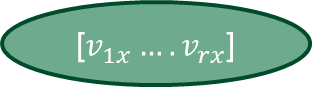 [v₁ₓ ... . vᵣₓ]